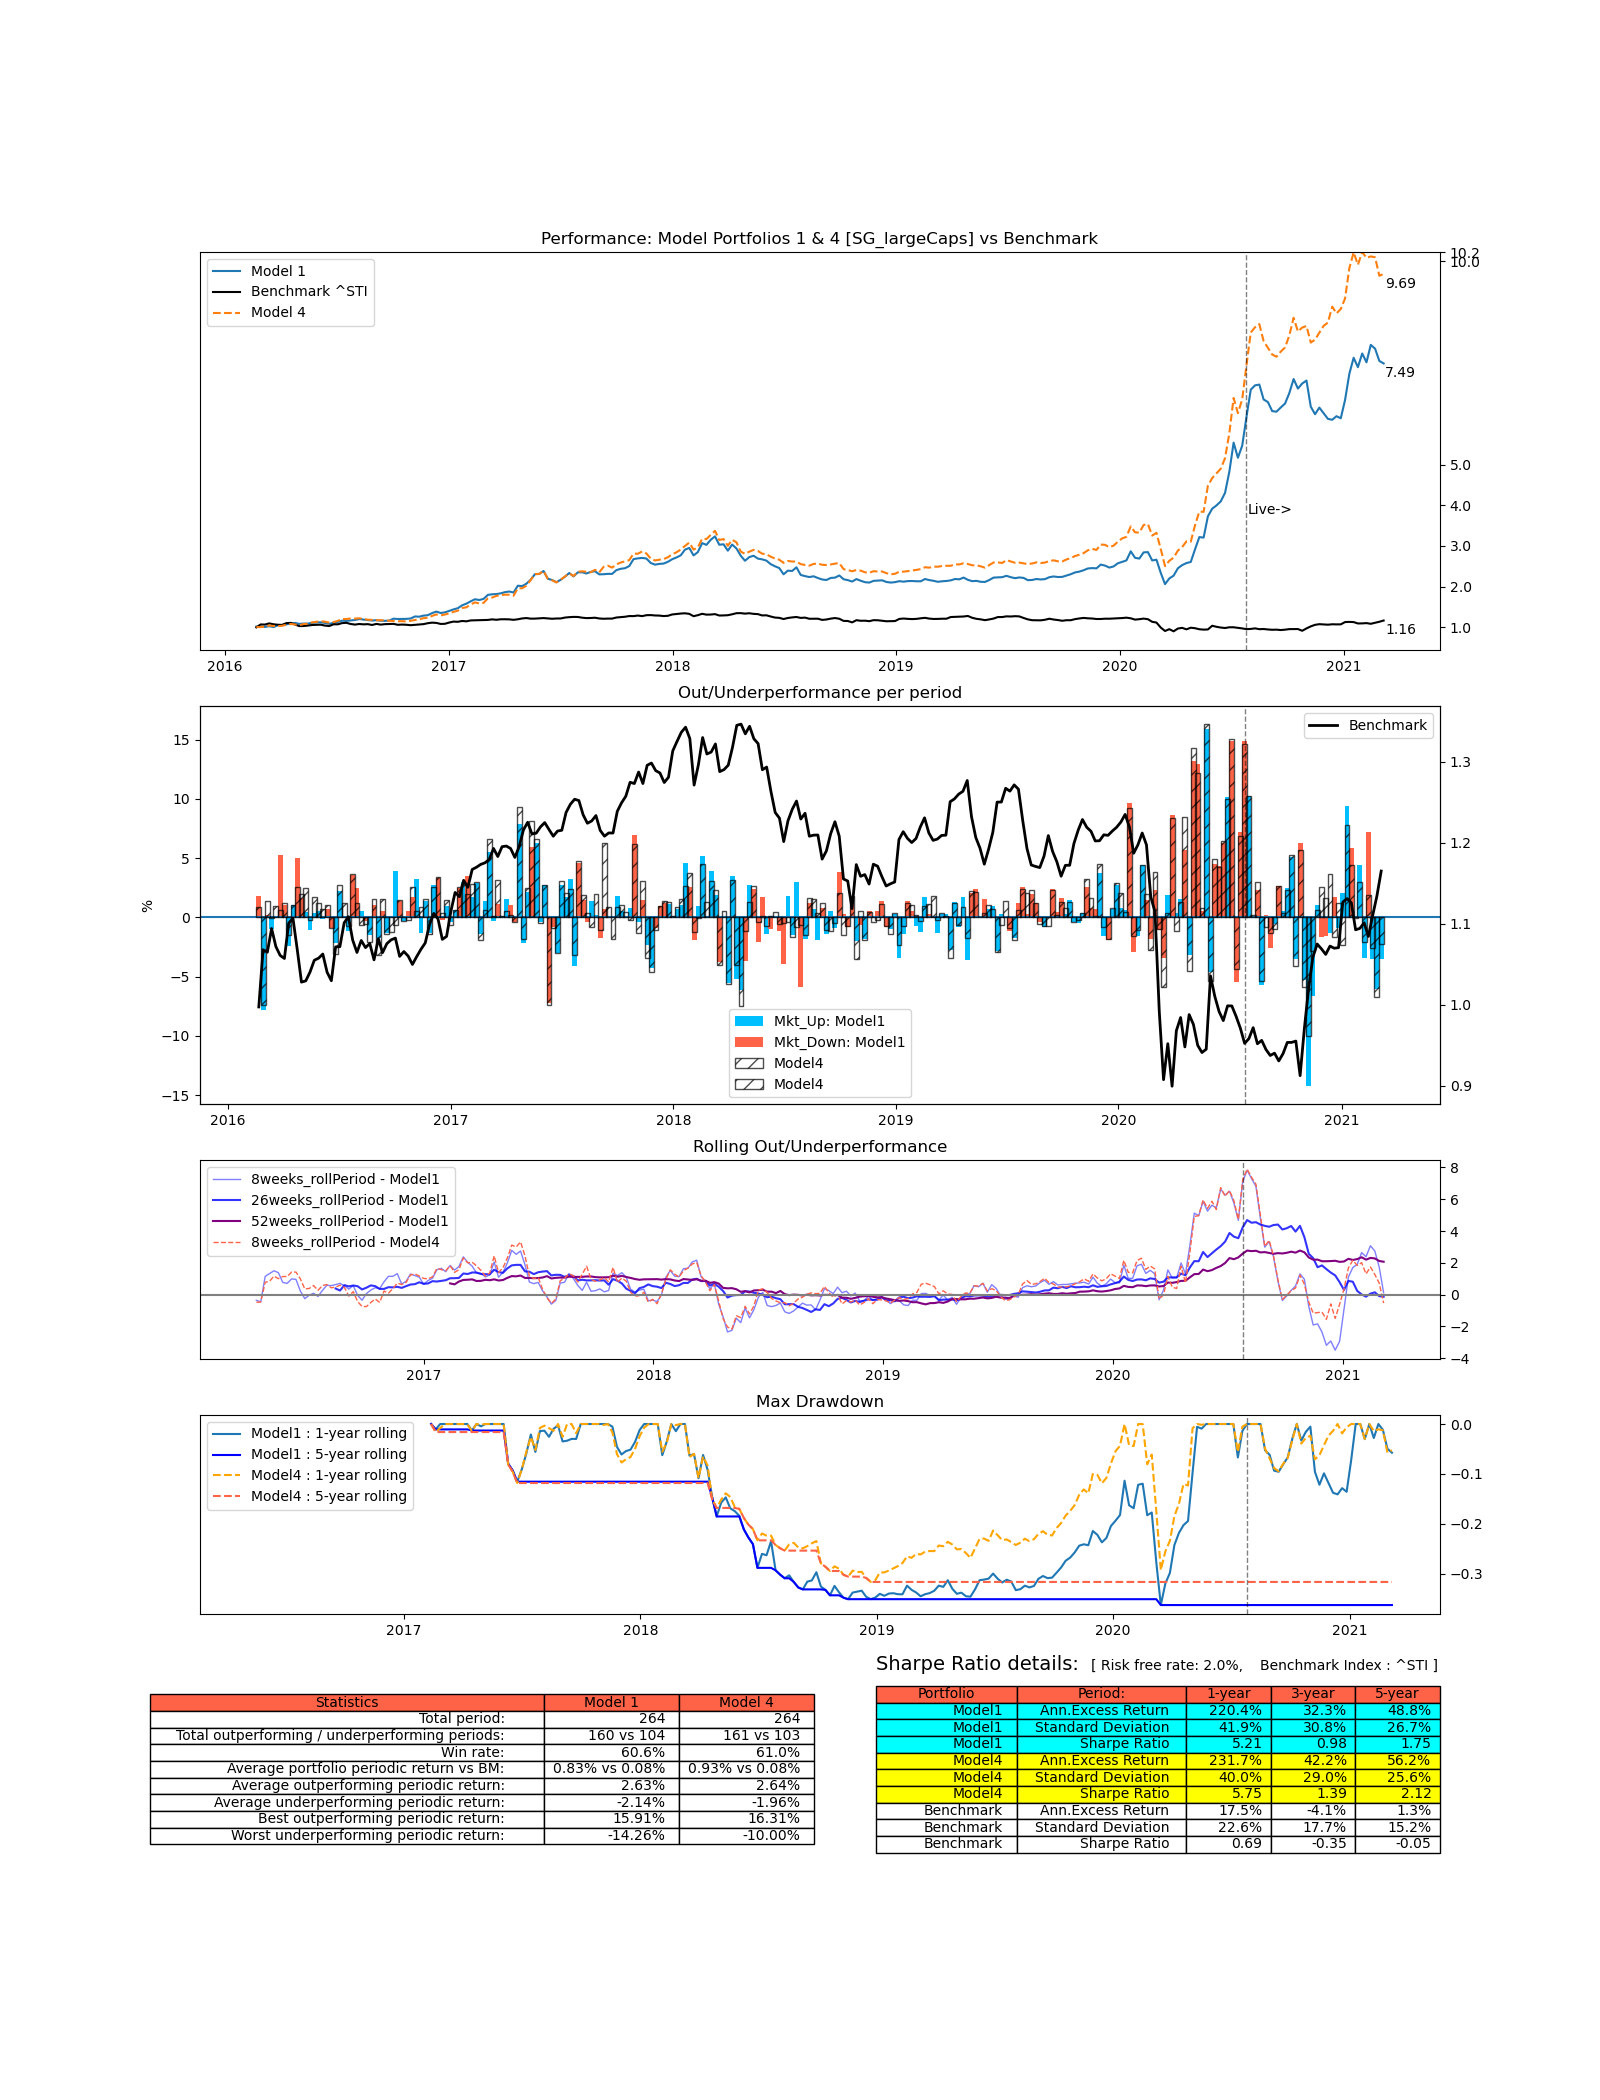 Performance: Model Portfolios 1 & 4 [SG_largeCaps] vs Benchmark
Model 1
Benchmark ^STI
Model 4
10.2
10.0
9.69
7.49
5.0
4.0
Live->
3.0
2.0
1.0
1.16
2016 2017 2018 2019 2020 2021
Out/Underperformance per period
Benchmark
15
10
5
0
−5
−10
−15
%
1.3
1.2
1.1
1.0
0.9
Mkt_Up: Model1
Mkt_Down: Model1
Model4
Model4
2016 2017 2018 2019 2020 2021
Rolling Out/Underperformance
8weeks_rollPeriod - Model1
26weeks_rollPeriod - Model1
52weeks_rollPeriod - Model1
8weeks_rollPeriod - Model4
8
6
4
2
0
−2
−4
2017 2018 2019 2020 2021
Max Drawdown
Model1 : 1-year rolling
Model1 : 5-year rolling
Model4 : 1-year rolling
Model4 : 5-year rolling
0.0
−0.1
−0.2
−0.3
2017 2018 2019 2020 2021
Statistics Model 1 Model 4
Total period: 264 264
Total outperforming / underperforming periods: 160 vs 104 161 vs 103
Win rate: 60.6% 61.0%
Average portfolio periodic return vs BM: 0.83% vs 0.08% 0.93% vs 0.08%
Average outperforming periodic return: 2.63% 2.64%
Average underperforming periodic return: -2.14% -1.96%
Best outperforming periodic return: 15.91% 16.31%
Worst underperforming periodic return: -14.26% -10.00%
Sharpe Ratio details: [ Risk free rate: 2.0%, Benchmark Index : ^STI ]
Portfolio Period: 1-year 3-year 5-year
Model1 Ann.Excess Return 220.4% 32.3% 48.8%
Model1 Standard Deviation 41.9% 30.8% 26.7%
Model1 Sharpe Ratio 5.21 0.98 1.75
Model4 Ann.Excess Return 231.7% 42.2% 56.2%
Model4 Standard Deviation 40.0% 29.0% 25.6%
Model4 Sharpe Ratio 5.75 1.39 2.12
Benchmark Ann.Excess Return 17.5% -4.1% 1.3%
Benchmark Standard Deviation 22.6% 17.7% 15.2%
Benchmark Sharpe Ratio 0.69 -0.35 -0.05